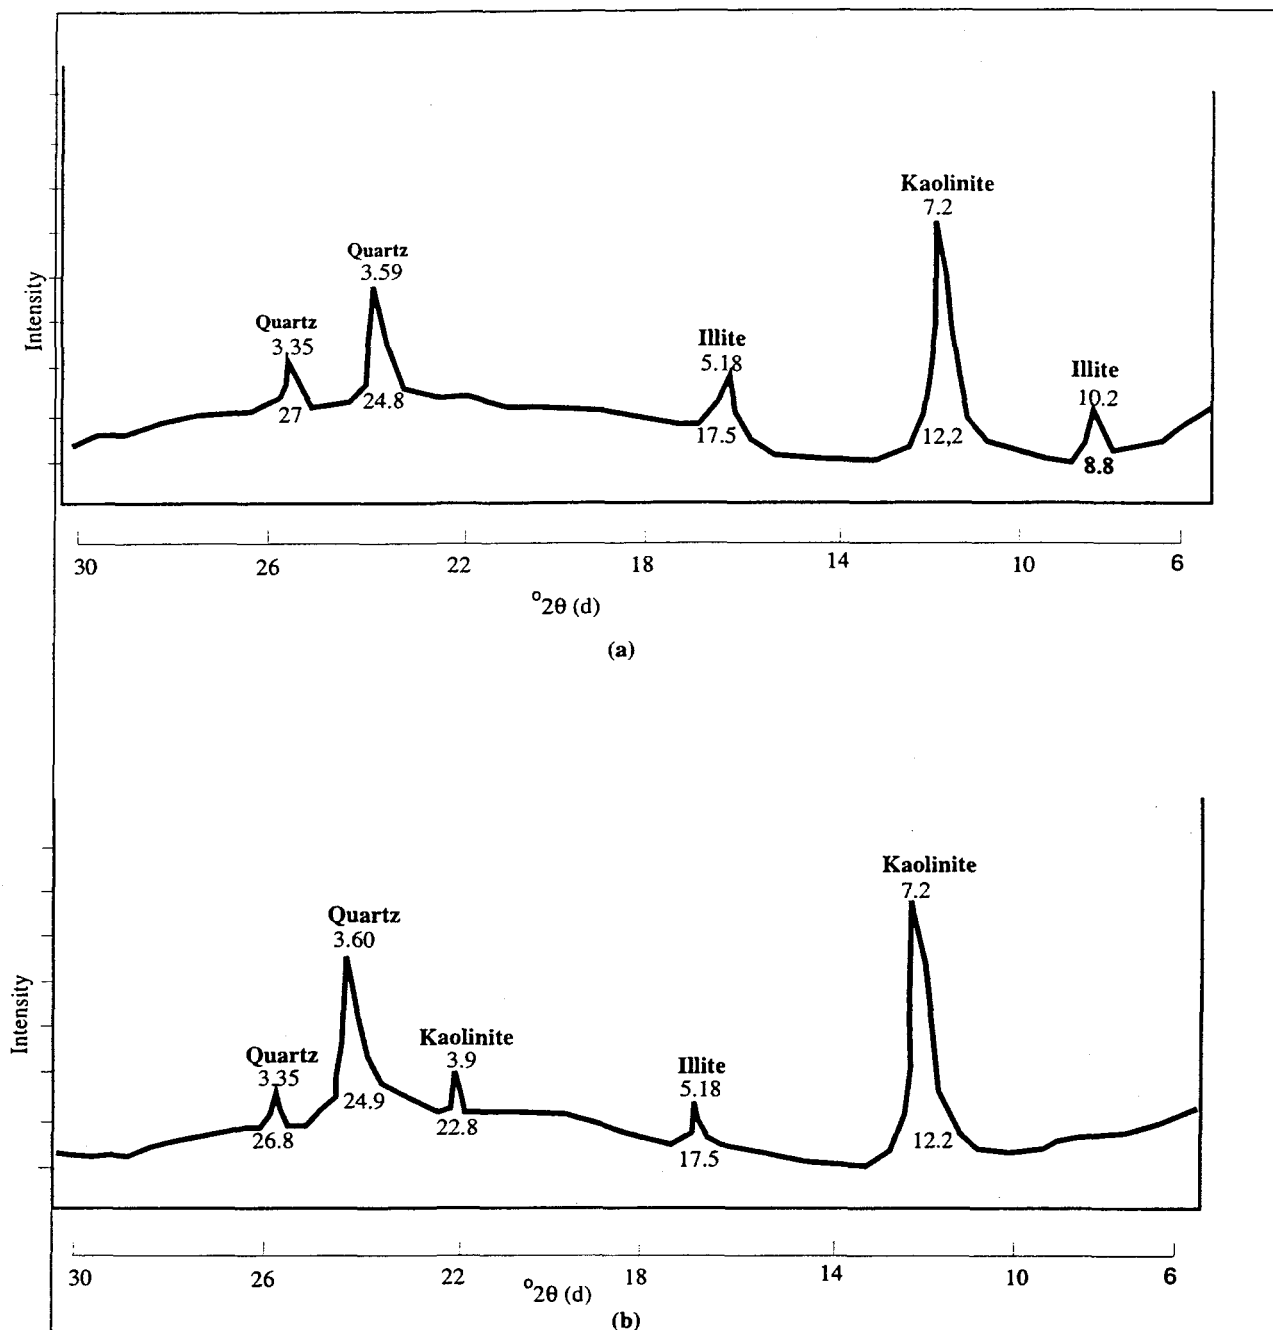 Kaolinite
7.2
Quartz
3.59
Quartz
3.35
Illite
5.18
Illite
10.2
Intensity
27
24.8
17.5
12,2
8.8
30
26
22
18
14
10
6
°2θ (d)
(a)
Kaolinite
7.2
Quartz
3.60
Quartz
3.35
Kaolinite
3.9
Illite
5.18
Intensity
26.8
24.9
22.8
17.5
12.2
30
26
22
18
14
10
6
°2θ (d)
(b)